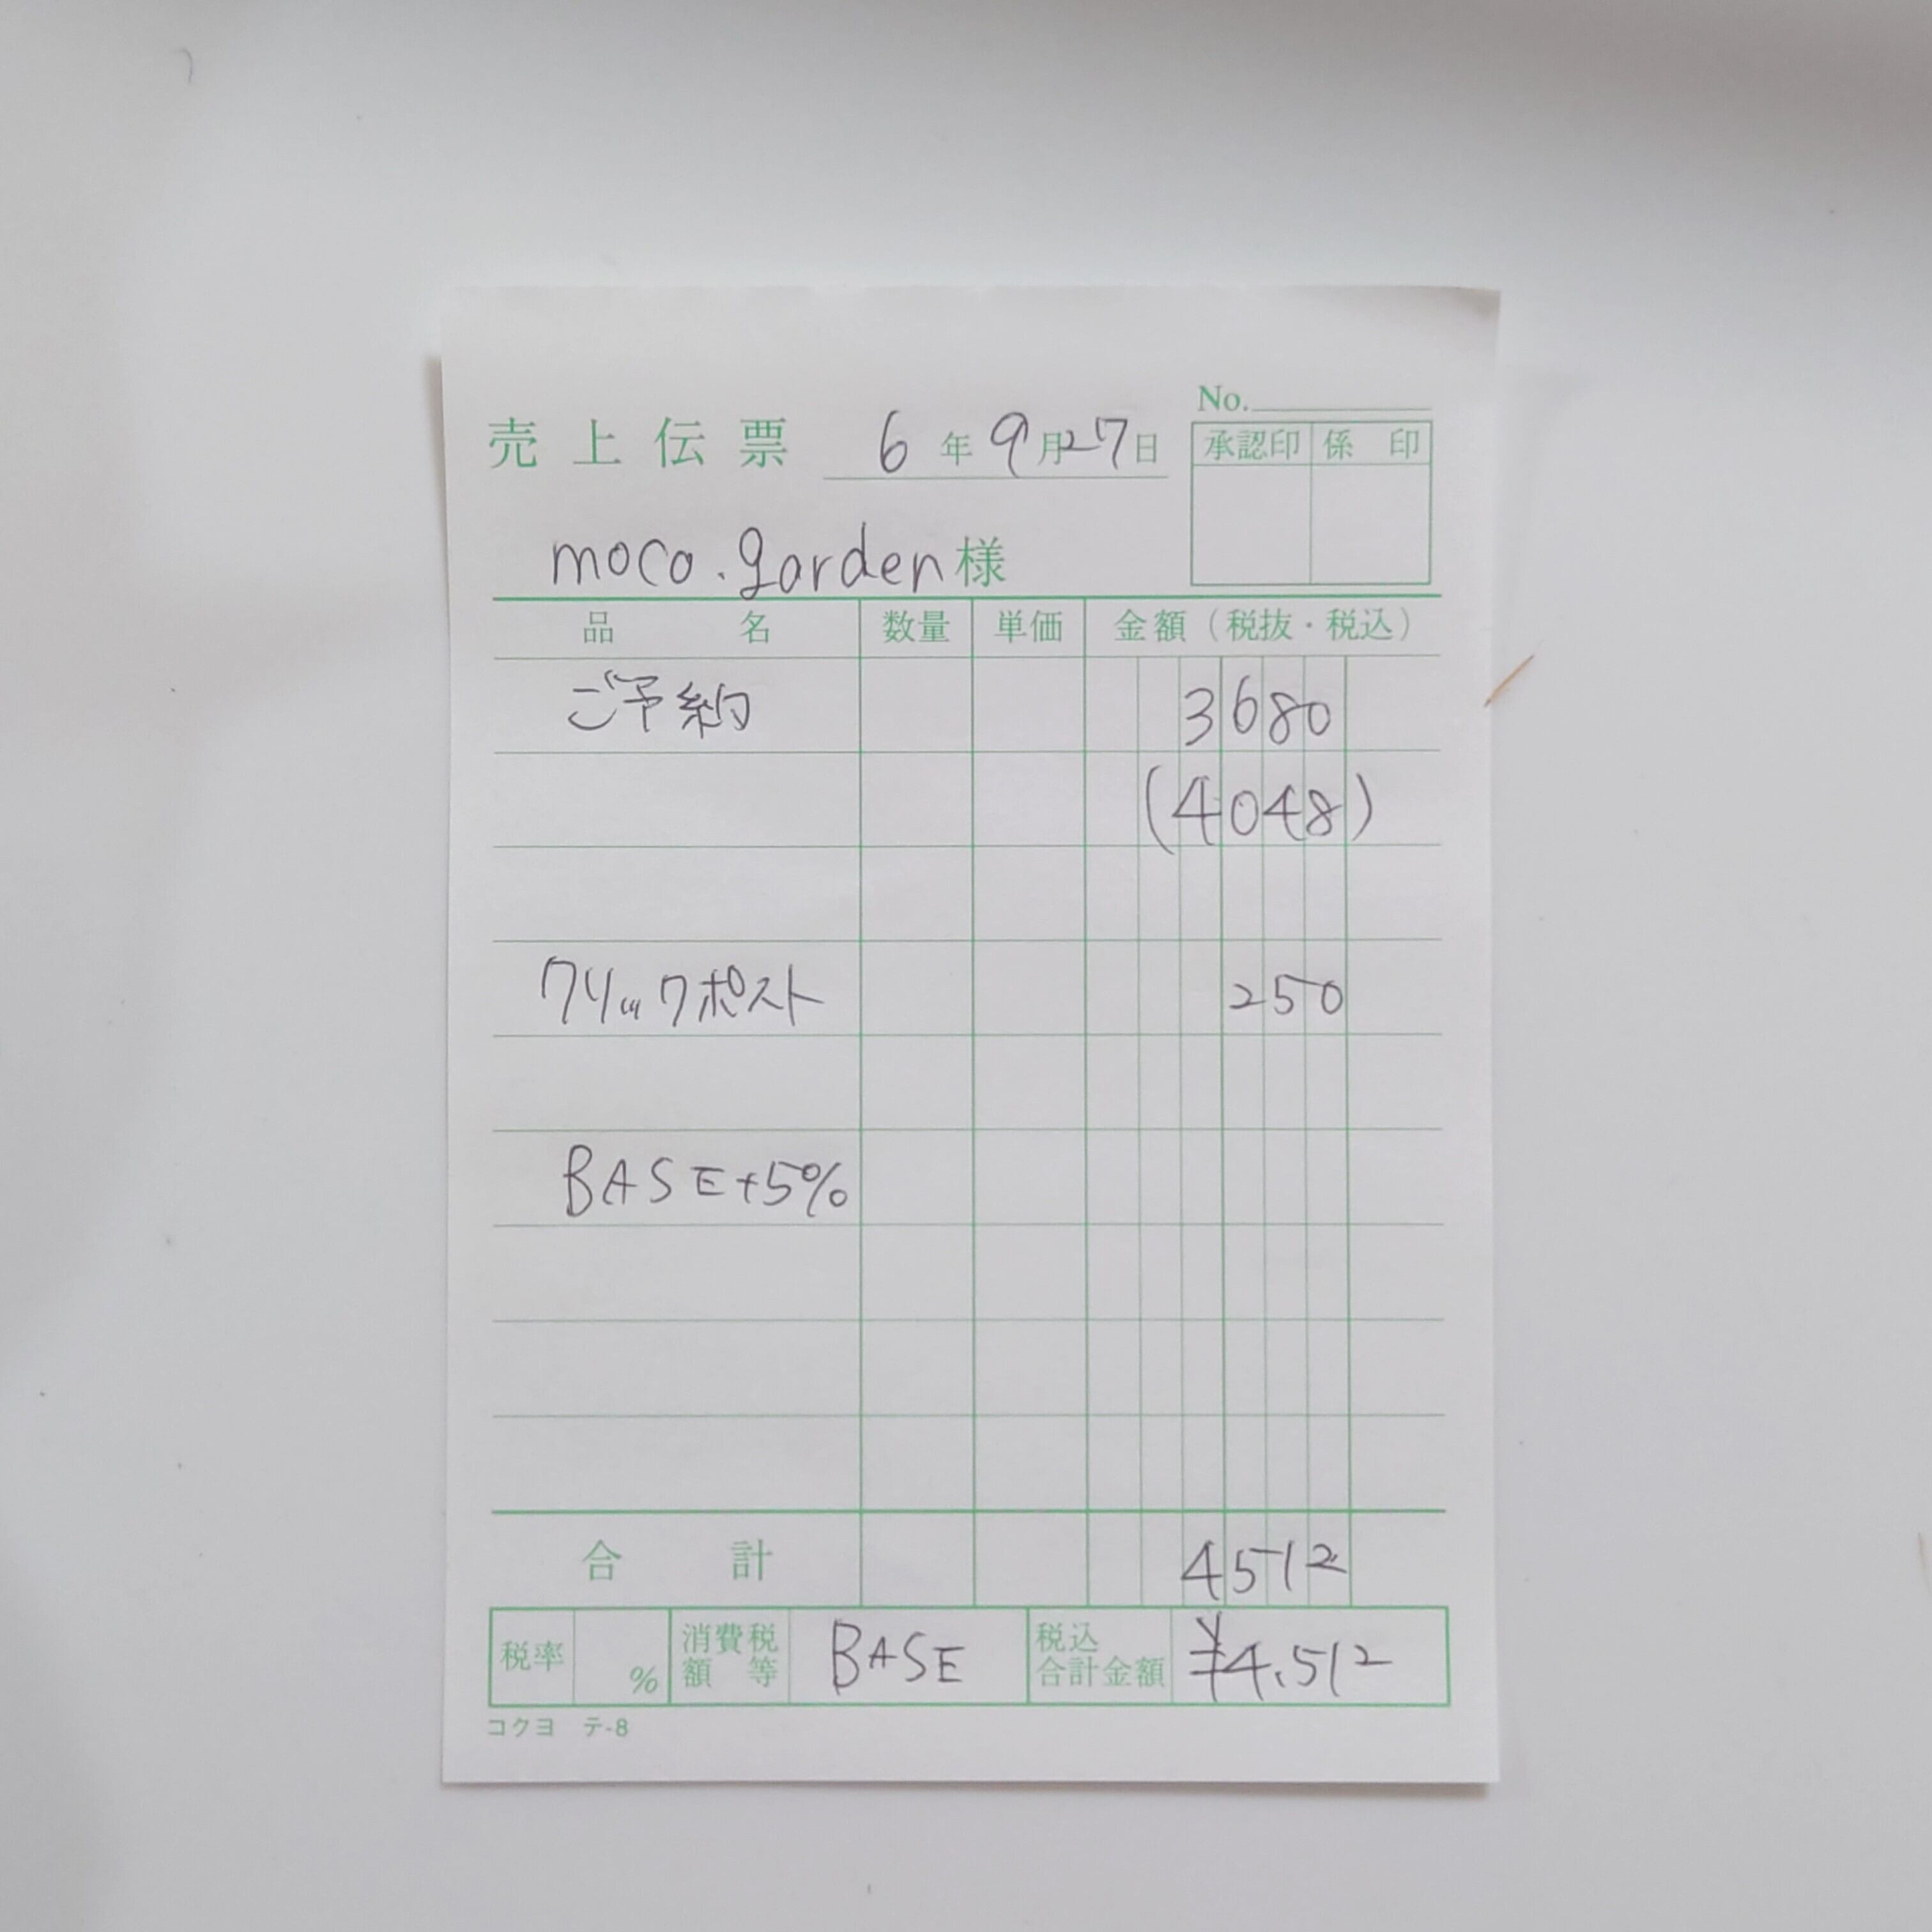 No.
売上伝票 6年9月27日
承認印 係印
moco.garden様
品名 数量 単価 金額（税抜・税込）
ご予約 3680
(4048)
クリックポスト 250
BASE+5%
合計 4512
税率 % 消費税額等 BASE 税込合計金額 ¥4,512
コクヨ テ-8